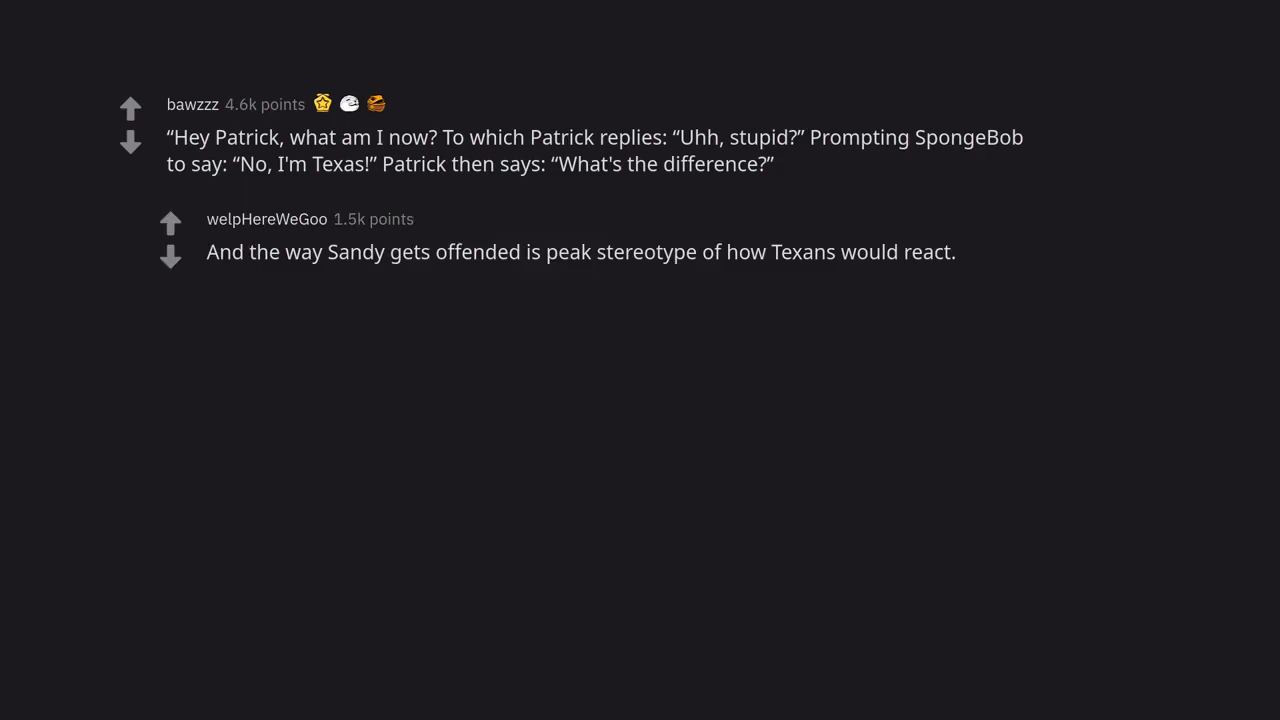 bawzzz 4.6k points
“Hey Patrick, what am I now? To which Patrick replies: “Uhh, stupid?” Prompting SpongeBob
to say: “No, I'm Texas!” Patrick then says: “What's the difference?”
welpHereWeGoo 1.5k points
And the way Sandy gets offended is peak stereotype of how Texans would react.